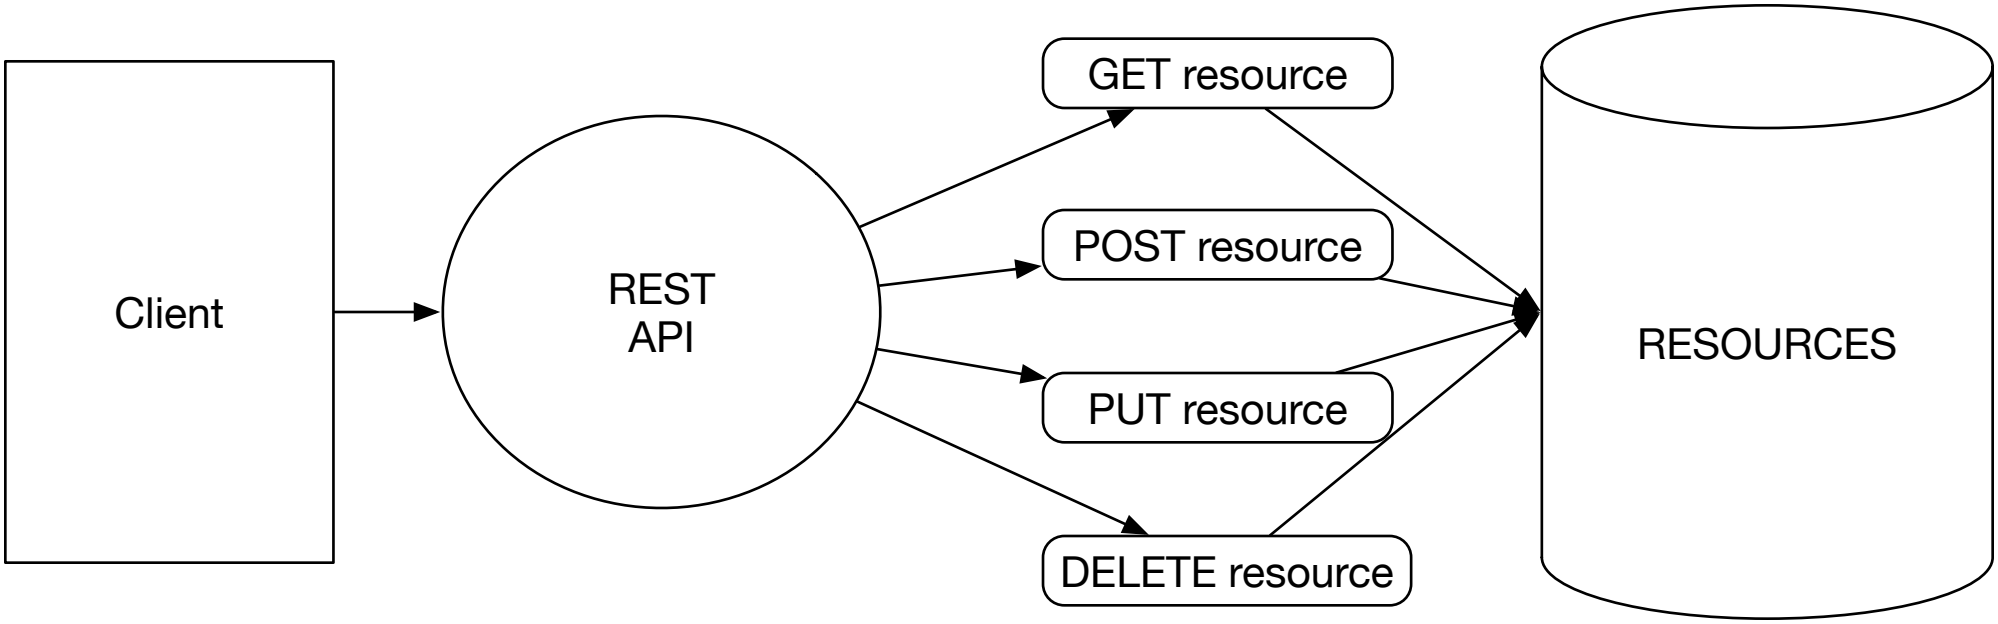 Client
REST
API
GET resource
POST resource
PUT resource
DELETE resource
RESOURCES